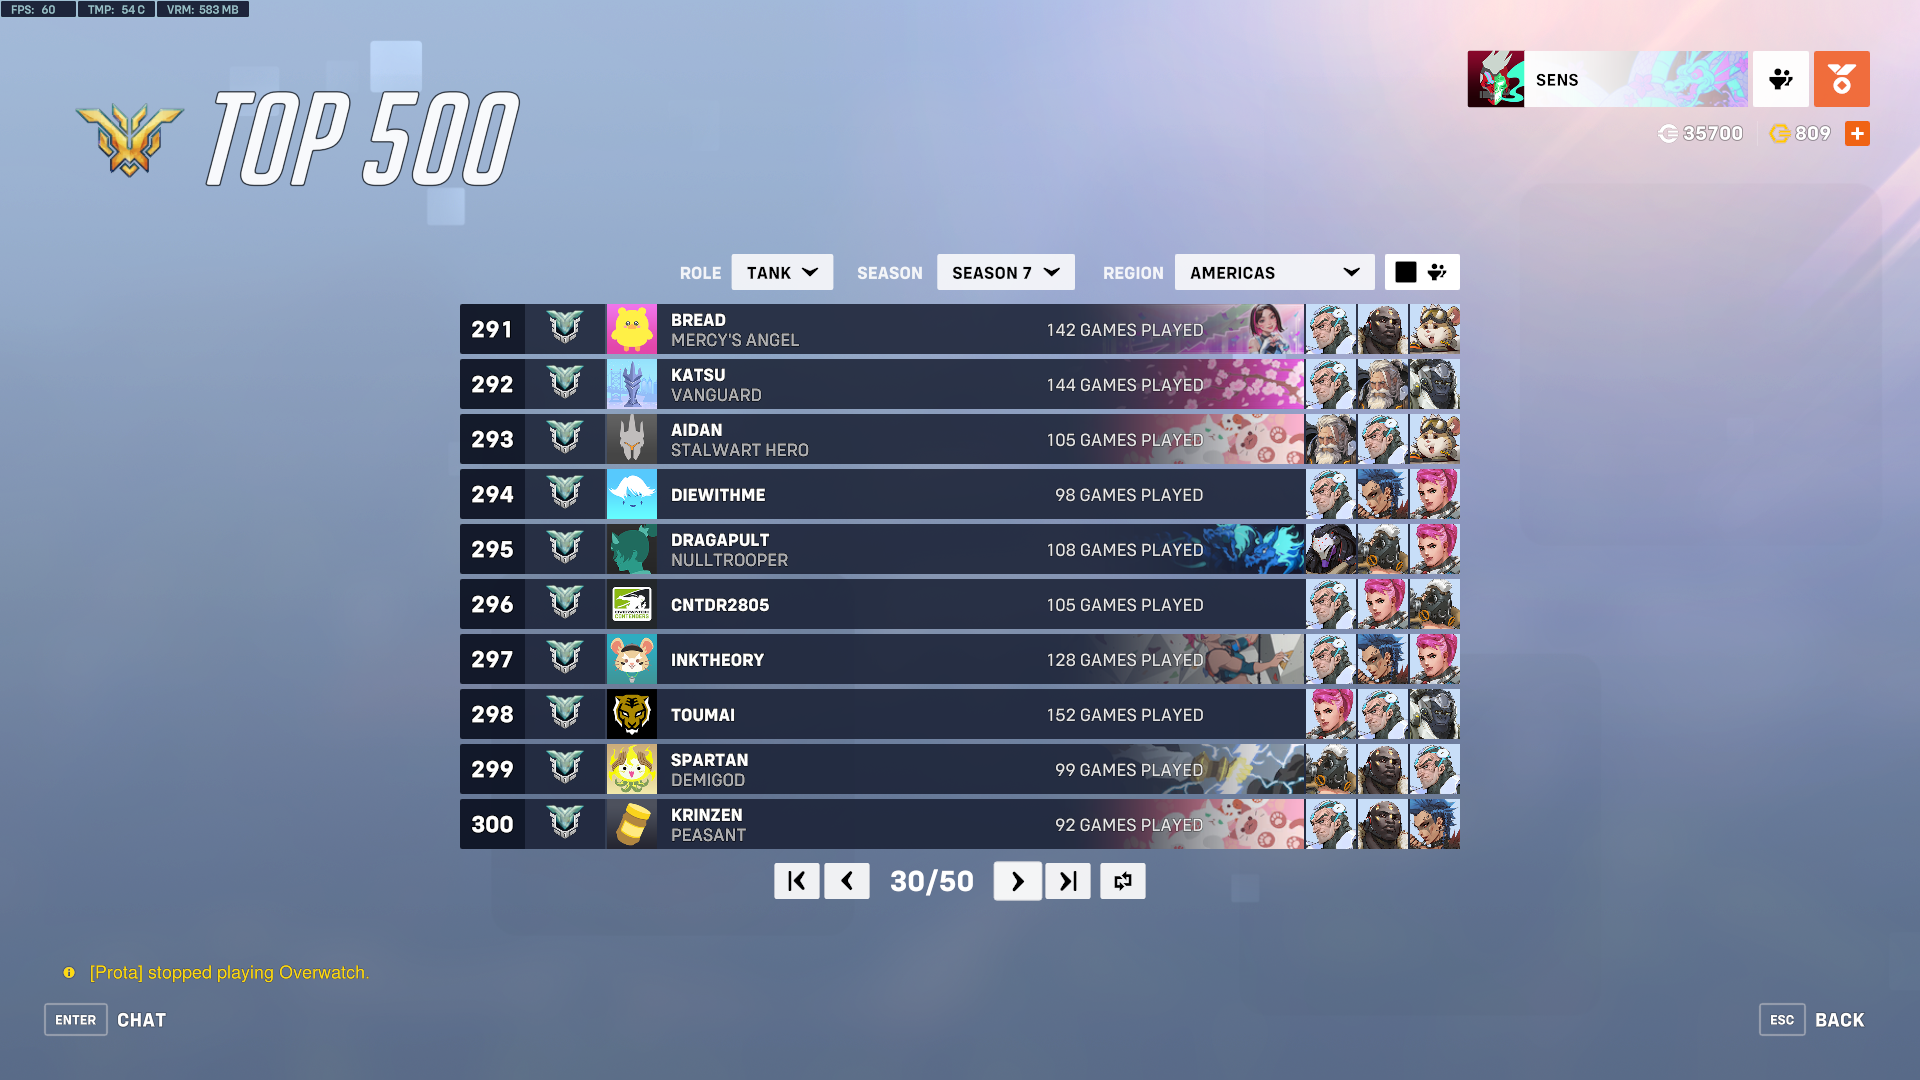 FPS: 60 TMP: 54 C VRM: 583 MB
TOP 500
SENS
35700 809
ROLE TANK SEASON SEASON 7 REGION AMERICAS
291 BREAD MERCY'S ANGEL 142 GAMES PLAYED
292 KATSU VANGUARD 144 GAMES PLAYED
293 AIDAN STALWART HERO 105 GAMES PLAYED
294 DIEWITHME 98 GAMES PLAYED
295 DRAGAPULT NULLTROOPER 108 GAMES PLAYED
296 CNTDR2805 105 GAMES PLAYED
297 INKTHEORY 128 GAMES PLAYED
298 TOUMAI 152 GAMES PLAYED
299 SPARTAN DEMIGOD 99 GAMES PLAYED
300 KRINZEN PEASANT 92 GAMES PLAYED
30/50
[Prota] stopped playing Overwatch.
ENTER CHAT
ESC BACK